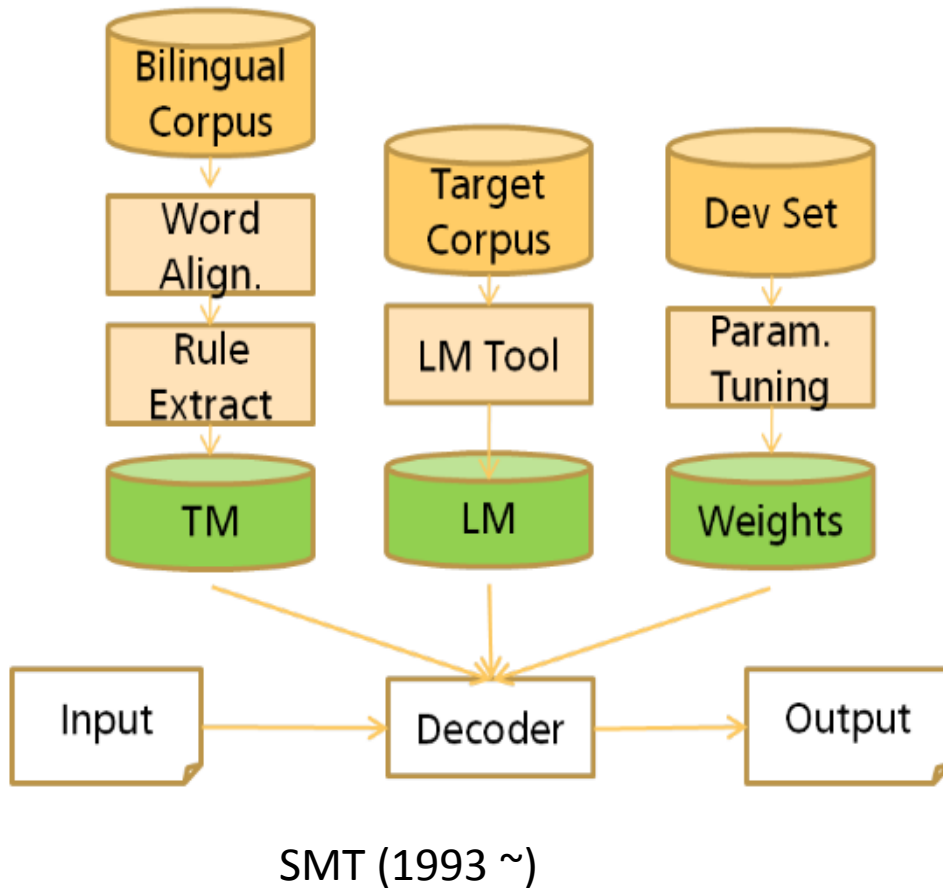 Bilingual
Corpus
Word
Align.
Rule
Extract
TM
Target
Corpus
LM Tool
LM
Dev Set
Param.
Tuning
Weights
Input
Decoder
Output
SMT (1993 ~)